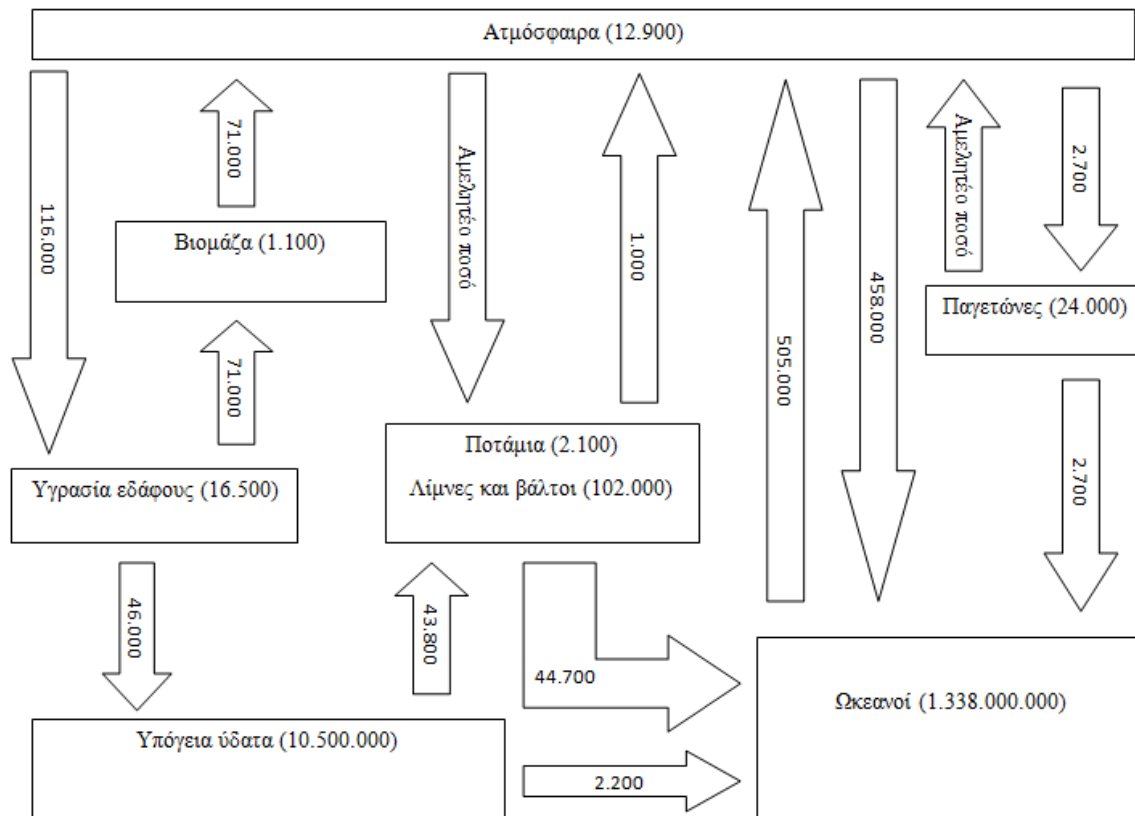 Ατμόσφαιρα (12.900)
116.000
71.000
Αμελητέο ποσό
1.000
505.000
458.000
Αμελητέο ποσό
2.700
Βιομάζα (1.100)
71.000
Παγετώνες (24.000)
2.700
Υγρασία εδάφους (16.500)
Ποτάμια (2.100)
Λίμνες και βάλτοι (102.000)
46.000
43.800
44.700
Ωκεανοί (1.338.000.000)
Υπόγεια ύδατα (10.500.000)
2.200